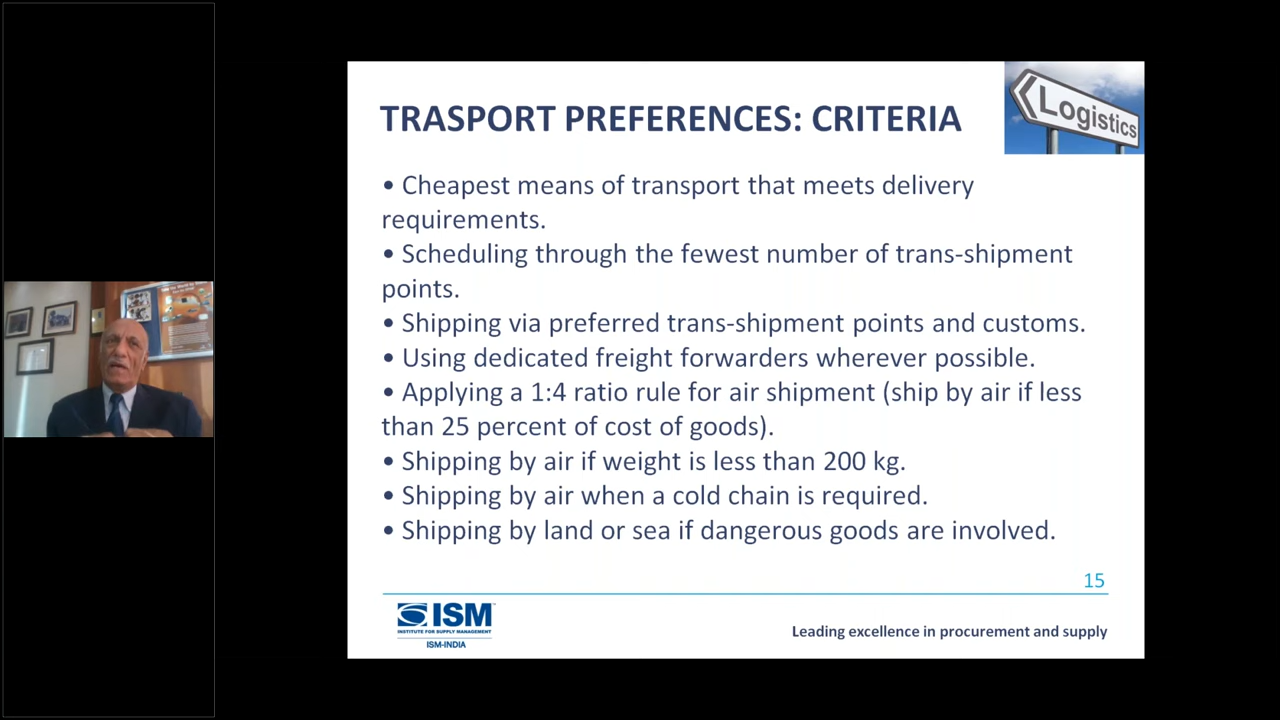 TRASPORT PREFERENCES: CRITERIA
Logistics
• Cheapest means of transport that meets delivery
requirements.
• Scheduling through the fewest number of trans-shipment
points.
• Shipping via preferred trans-shipment points and customs.
• Using dedicated freight forwarders wherever possible.
• Applying a 1:4 ratio rule for air shipment (ship by air if less
than 25 percent of cost of goods).
• Shipping by air if weight is less than 200 kg.
• Shipping by air when a cold chain is required.
• Shipping by land or sea if dangerous goods are involved.
15
ISM
INSTITUTE FOR SUPPLY MANAGEMENT
ISM-INDIA
Leading excellence in procurement and supply